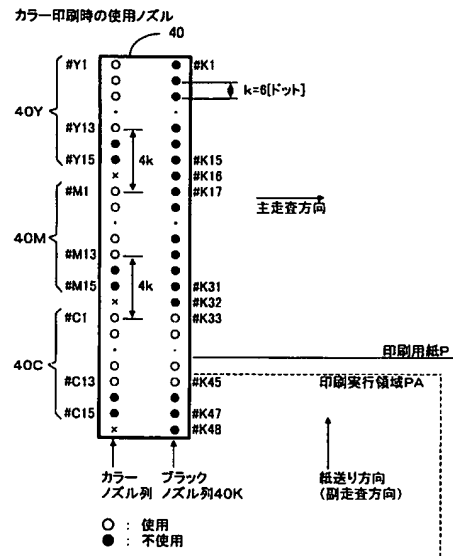 カラー印刷時の使用ノズル
40
#Y1
#K1
k=6[ドット]
40Y
#Y13
4k
#Y15
#K15
×
#K16
#M1
#K17
主走査方向
40M
#M13
4k
#M15
#K31
×
#K32
#C1
#K33
印刷用紙P
40C
#C13
#K45
印刷実行領域PA
#C15
#K47
×
#K48
カラー
ノズル列
ブラック
ノズル列40K
紙送り方向
(副走査方向)
○ : 使用
● : 不使用